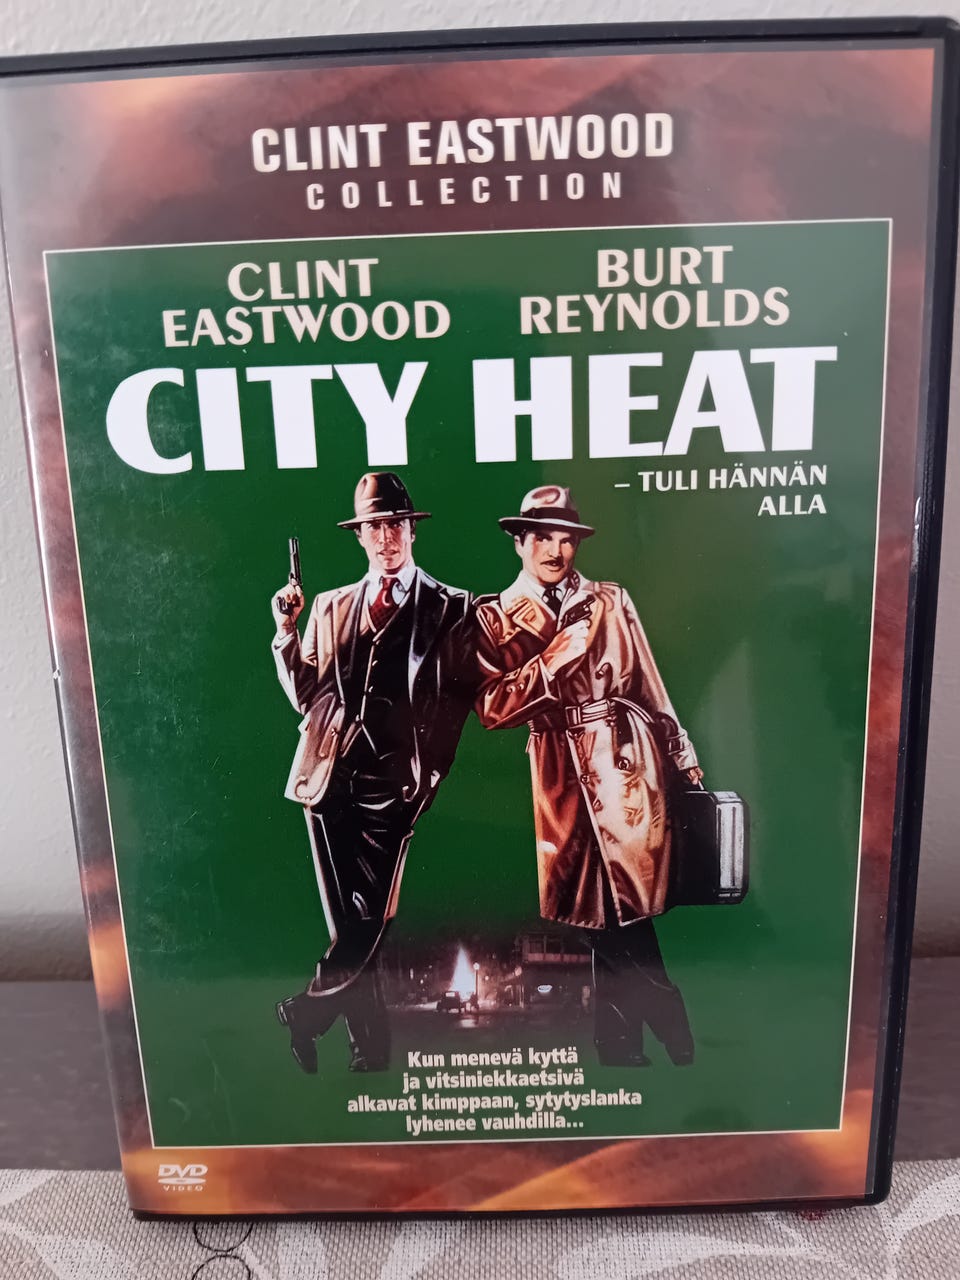 CLINT EASTWOOD
COLLECTION
CLINT
EASTWOOD
BURT
REYNOLDS
CITY HEAT
– TULI HÄNNÄN
ALLA
Kun menevä kyttä
ja vitsiniekkaetsivä
alkavat kimppaan, sytytyslanka
lyhenee vauhdilla...
DVD
VIDEO